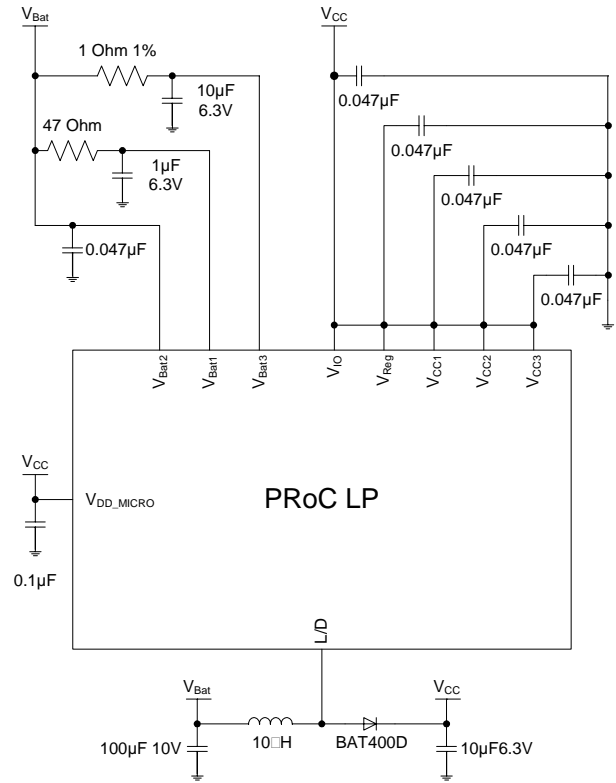 VBat
VCC
1 Ohm 1%
10µF
6.3V
0.047µF
47 Ohm
1µF
6.3V
0.047µF
0.047µF
0.047µF
0.047µF
0.047µF
VBat2
VBat1
VBat3
VIO
VReg
VCC1
VCC2
VCC3
VCC
VDD_MICRO
PRoC LP
0.1µF
L/D
VBat
VCC
100µF 10V
10□H
BAT400D
10µF6.3V